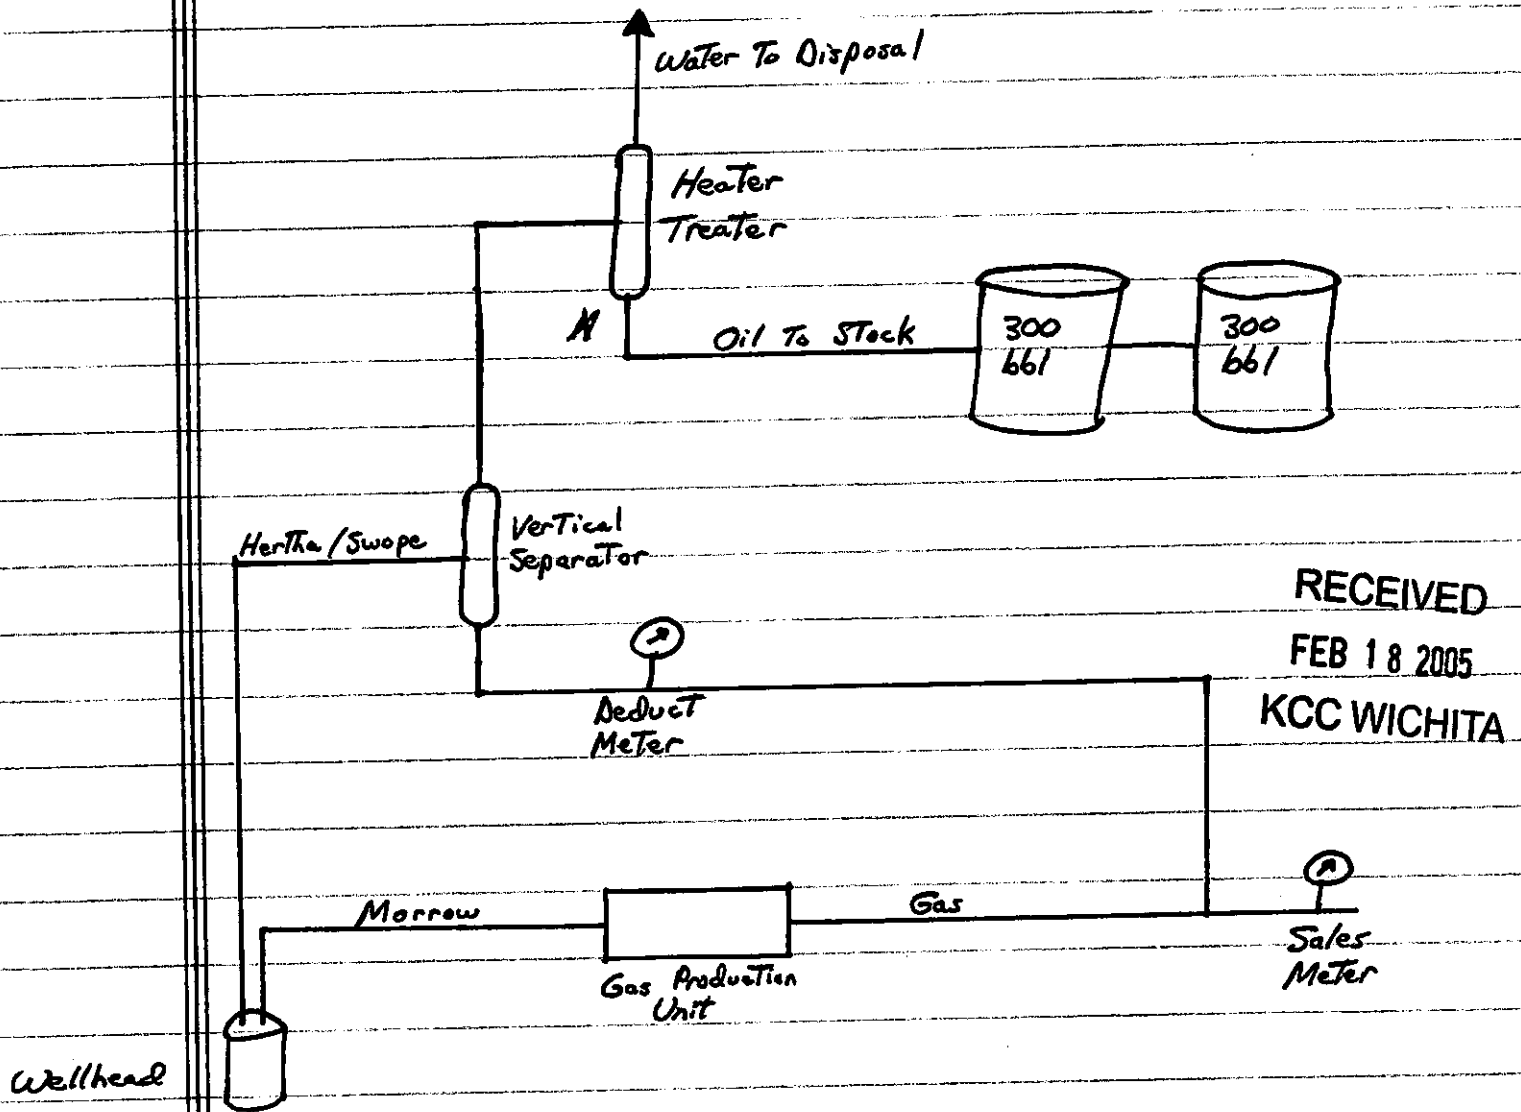 Water To Disposal
Heater
Treater
Oil To Stock
300
bbl
300
bbl
Hertha/Swope
Vertical
Separator
RECEIVED
FEB 18 2005
KCC WICHITA
Deduct
Meter
Morrow
Gas
Gas Production
Unit
Sales
Meter
Wellhead